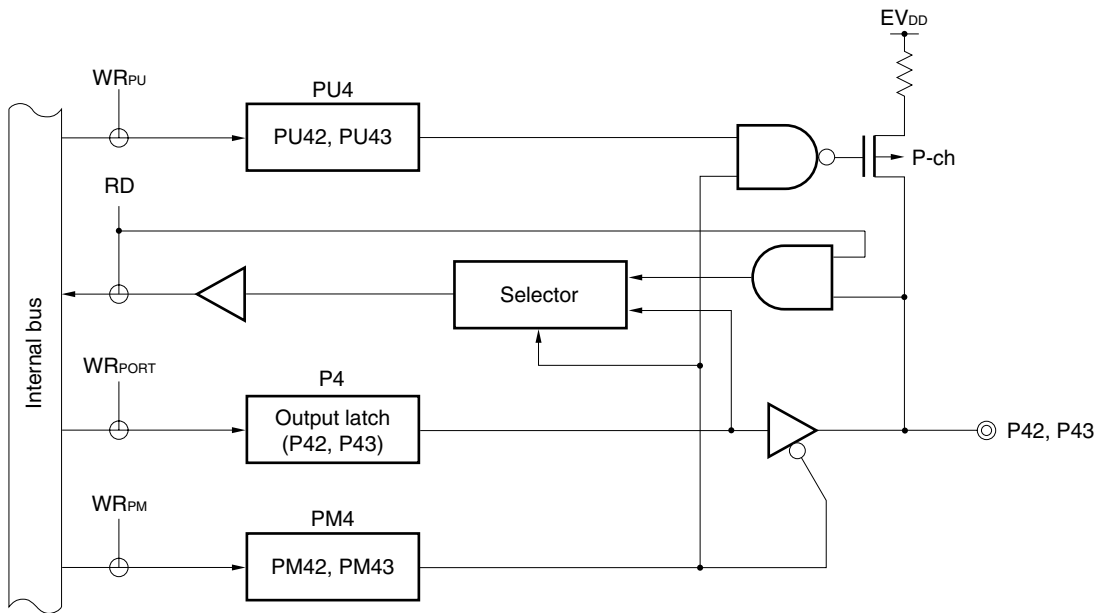 EVDD
WRPU
PU4
PU42, PU43
P-ch
RD
Selector
Internal bus
WRPORT
P4
Output latch
(P42, P43)
P42, P43
WRPM
PM4
PM42, PM43